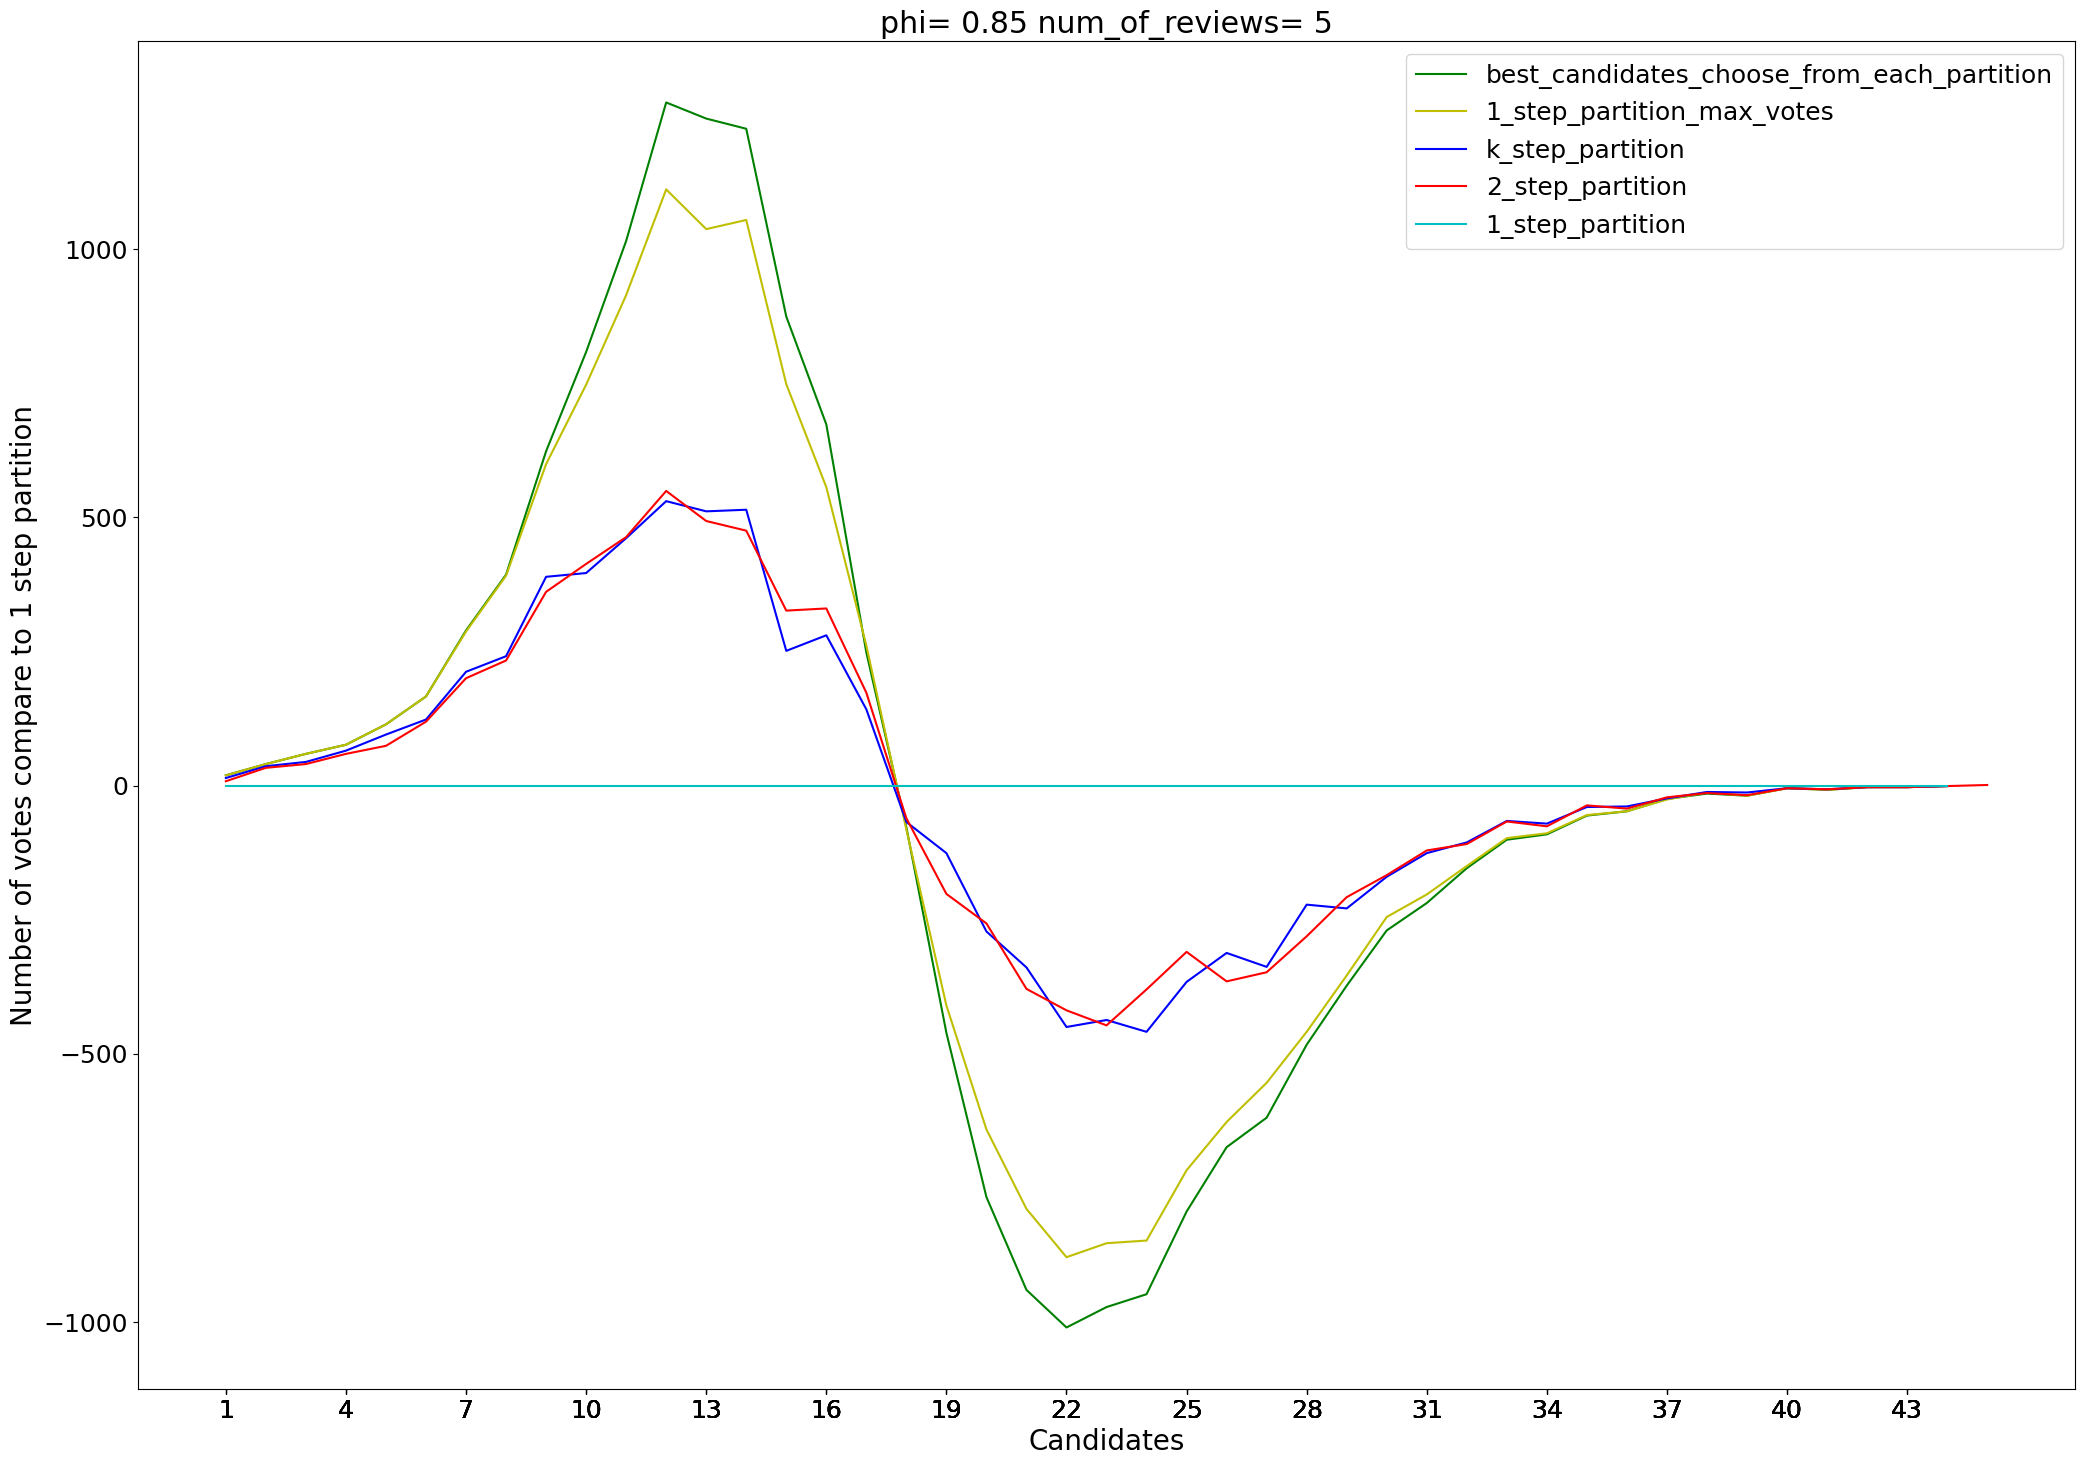 phi= 0.85 num_of_reviews= 5
best_candidates_choose_from_each_partition
1_step_partition_max_votes
k_step_partition
2_step_partition
1_step_partition
Number of votes compare to 1 step partition
1000
500
0
−500
−1000
1 4 7 10 13 16 19 22 25 28 31 34 37 40 43
Candidates